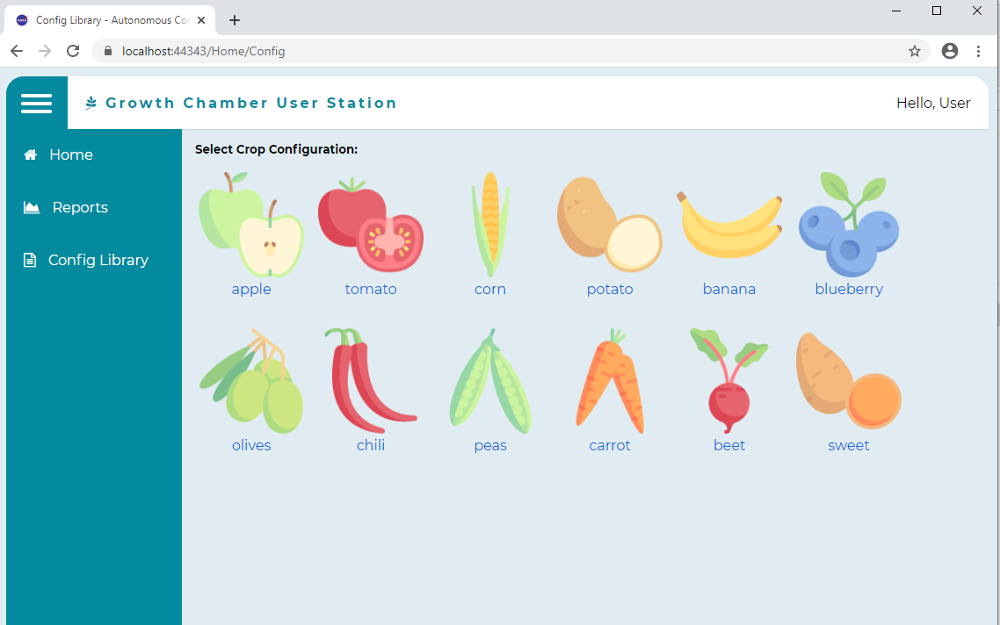 Config Library - Autonomous Co
localhost:44343/Home/Config
Growth Chamber User Station
Hello, User
Home
Reports
Config Library
Select Crop Configuration:
apple tomato corn potato banana blueberry
olives chili peas carrot beet sweet